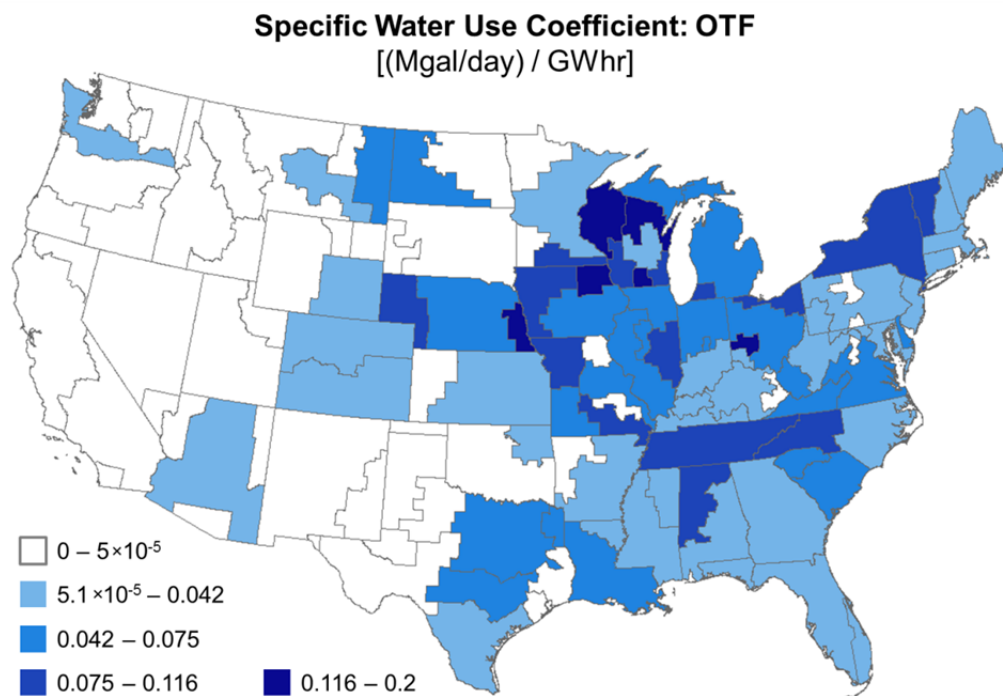 Specific Water Use Coefficient: OTF
[(Mgal/day) / GWhr]
0 – 5×10⁻⁵
5.1 ×10⁻⁵ – 0.042
0.042 – 0.075
0.075 – 0.116
0.116 – 0.2